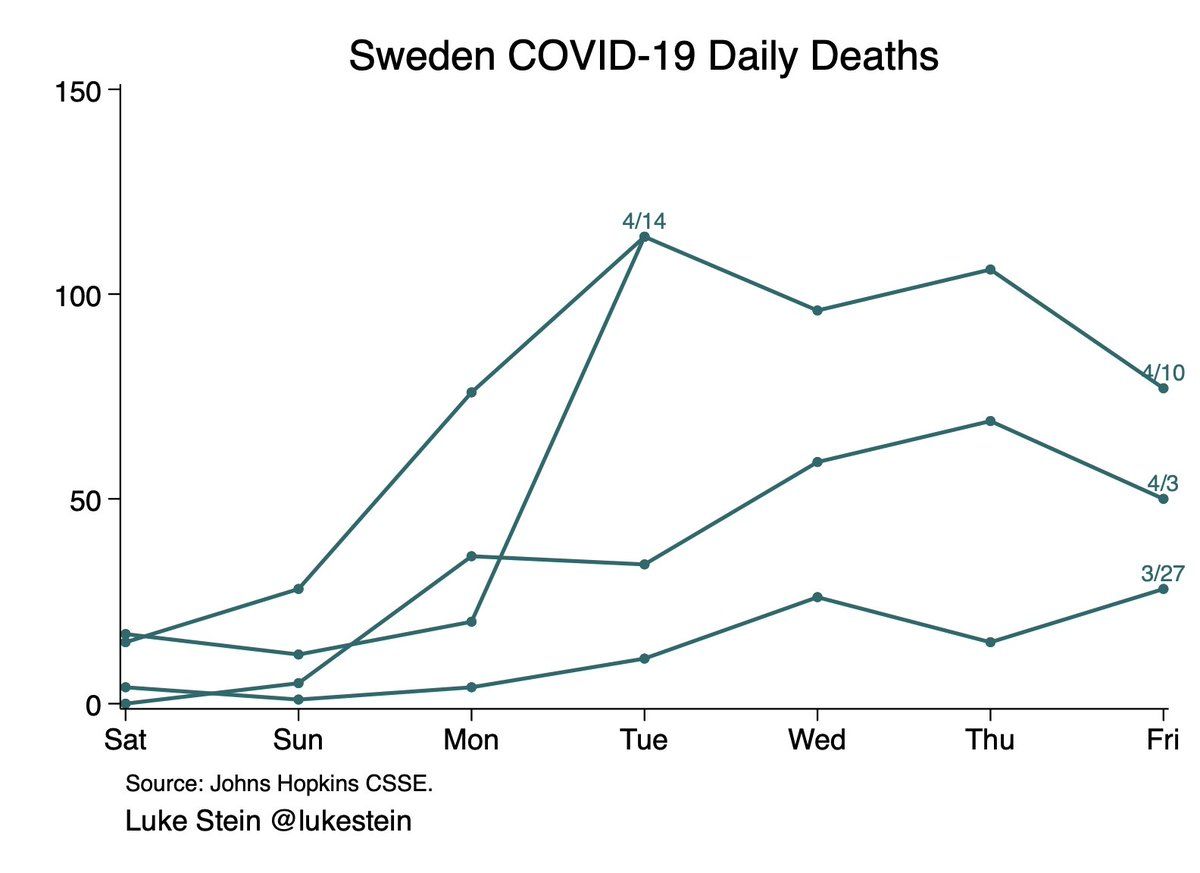 Sweden COVID-19 Daily Deaths
150
100
50
0
4/14
4/10
4/3
3/27
Sat Sun Mon Tue Wed Thu Fri
Source: Johns Hopkins CSSE.
Luke Stein @lukestein